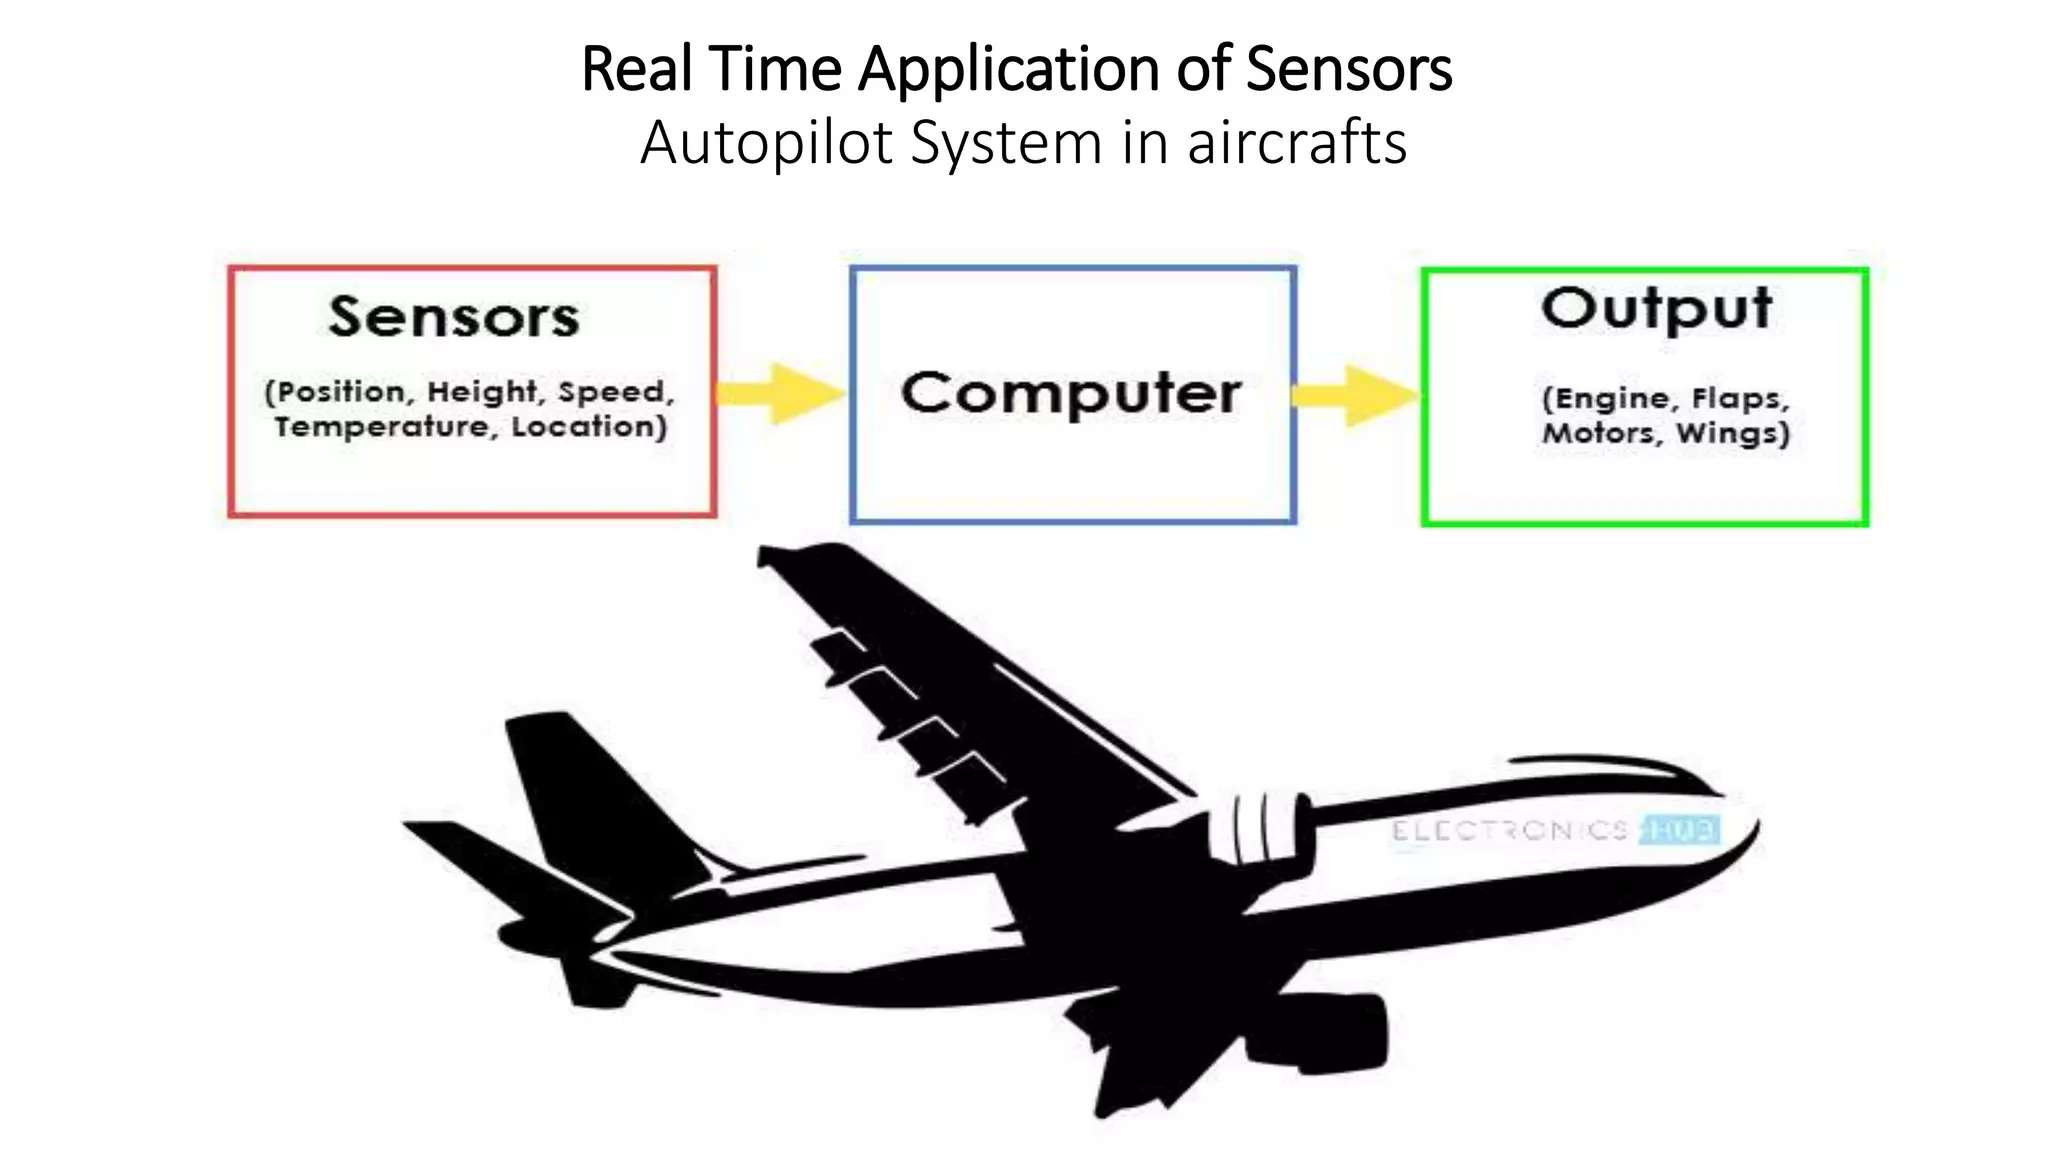 Real Time Application of Sensors
Autopilot System in aircrafts
Sensors
(Position, Height, Speed,
Temperature, Location)
Computer
Output
(Engine, Flaps,
Motors, Wings)
ELECTRONICS HUB